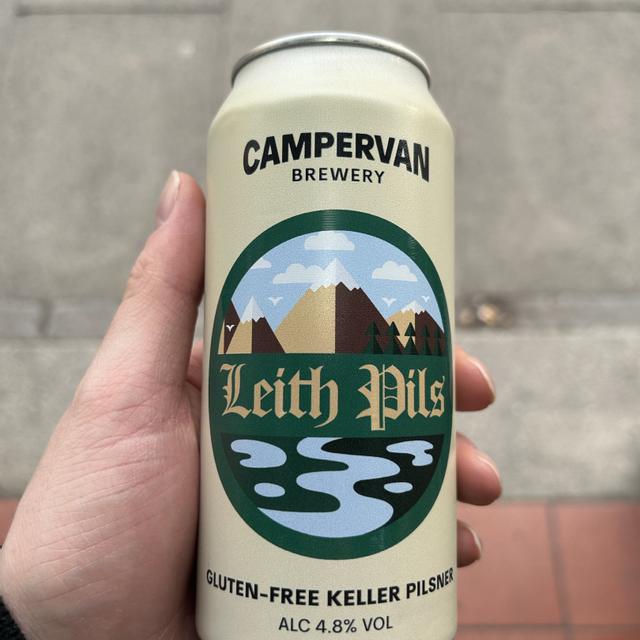 CAMPERVAN
BREWERY
Leith Pils
GLUTEN-FREE KELLER PILSNER
ALC 4.8% VOL